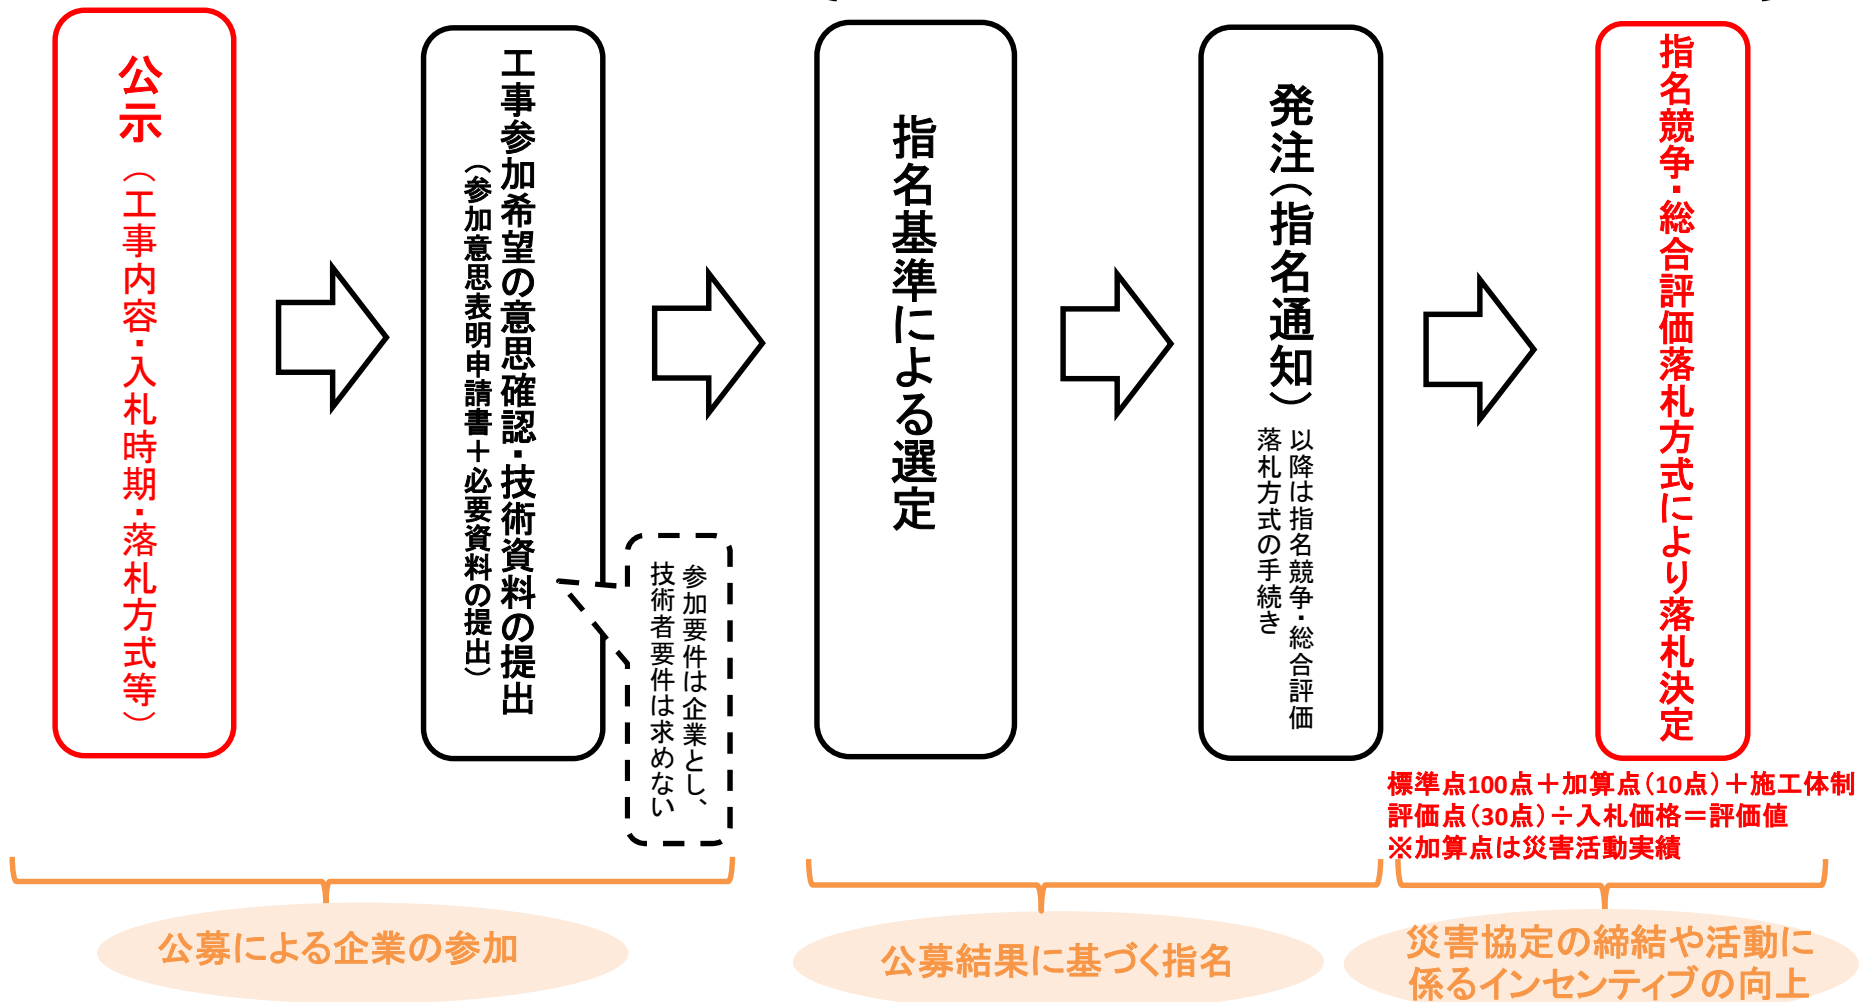 公示（工事内容・入札時期・落札方式等）
工事参加希望の意思確認・技術資料の提出
（参加意思表明申請書＋必要資料の提出）
参加要件は企業とし、
技術者要件は求めない
指名基準による選定
発注（指名通知）
以降は指名競争・総合評価
落札方式の手続き
指名競争・総合評価落札方式により落札決定
標準点100点＋加算点（10点）＋施工体制
評価点（30点）÷入札価格＝評価値
※加算点は災害活動実績
公募による企業の参加
公募結果に基づく指名
災害協定の締結や活動に
係るインセンティブの向上